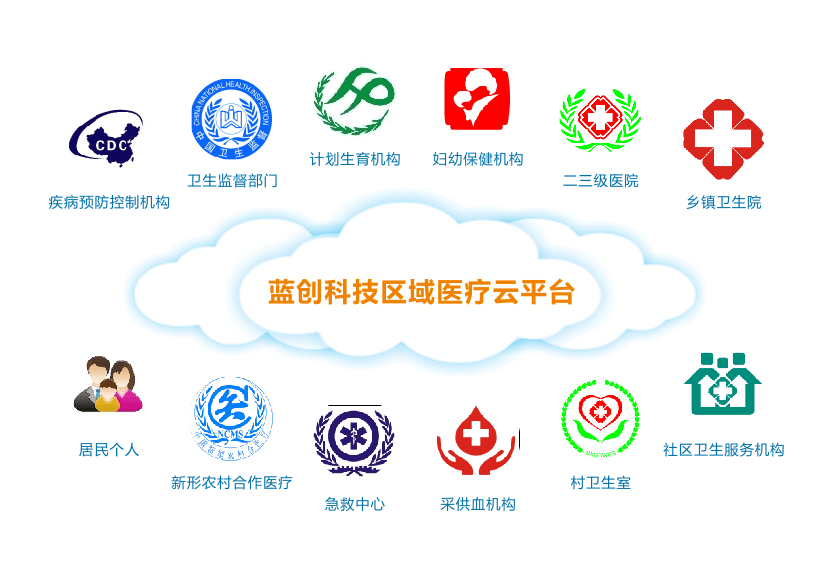 CDC
疾病预防控制机构
CHINA NATIONAL HEALTH INSPECTION
中国卫生监督
卫生监督部门
计划生育机构
妇幼保健机构
二三级医院
乡镇卫生院
蓝创科技区域医疗云平台
居民个人
NCMS
新形农村合作医疗
急救中心
采供血机构
村卫生室
社区卫生服务机构